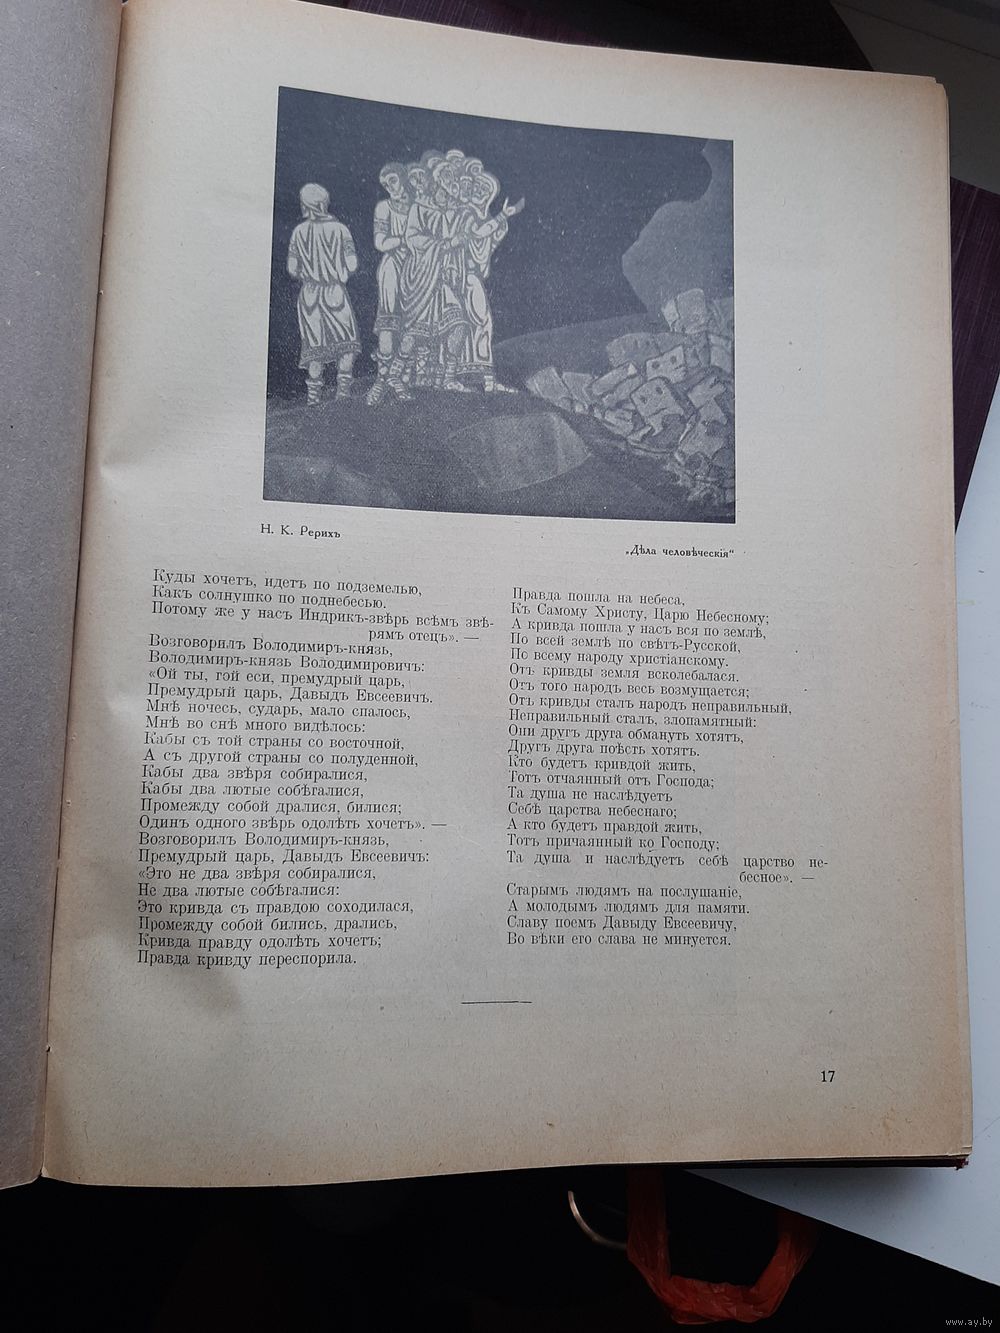 Н. К. Рерихъ
„Дѣла человѣческія“
Куды хочетъ, идетъ по подземелью,
Какъ солнушко по поднебесью.
Потому же у насъ Индрикъ-звѣрь всѣмъ звѣ-
рямъ отецъ». —
Возговорилъ Володимиръ-князь,
Володимиръ-князь Володимировичъ:
«Ой ты, гой еси, премудрый царь,
Премудрый царь, Давыдъ Евсеевичъ.
Мнѣ ночесь, сударь, мало спалось,
Мнѣ во снѣ много видѣлось:
Кабы съ той страны со восточной,
А съ другой страны со полуденной,
Кабы два звѣря собиралися,
Кабы два лютые собѣгалися,
Промежду собой дралися, билися;
Одинъ одного звѣрь одолѣть хочетъ». —
Возговорилъ Володимиръ-князь,
Премудрый царь, Давыдъ Евсеевичъ:
«Это не два звѣря собиралися,
Не два лютые собѣгалися:
Это кривда съ правдою соходилася,
Промежду собой бились, дрались,
Кривда правду одолѣть хочетъ;
Правда кривду переспорила.
Правда пошла на небеса,
Къ Самому Христу, Царю Небесному;
А кривда пошла у насъ вся по землѣ,
По всей землѣ по свѣтъ-Русской,
По всему народу христіанскому.
Отъ кривды земля всколебалася.
Отъ того народъ весь возмущается;
Отъ кривды сталъ народъ неправильный,
Неправильный сталъ, злопамятный:
Они другъ друга обмануть хотятъ,
Другъ друга поѣсть хотятъ.
Кто будетъ кривдой жить,
Тотъ отчаянный отъ Господа;
Та душа не наслѣдуетъ
Себѣ царства небеснаго;
А кто будетъ правдой жить,
Тотъ причаянный ко Господу;
Та душа и наслѣдуетъ себѣ царство не-
бесное». —
Старымъ людямъ на послушаніе,
А молодымъ людямъ для памяти.
Славу поемъ Давыду Евсеевичу,
Во вѣки его слава не минуется.
17
www.ay.by